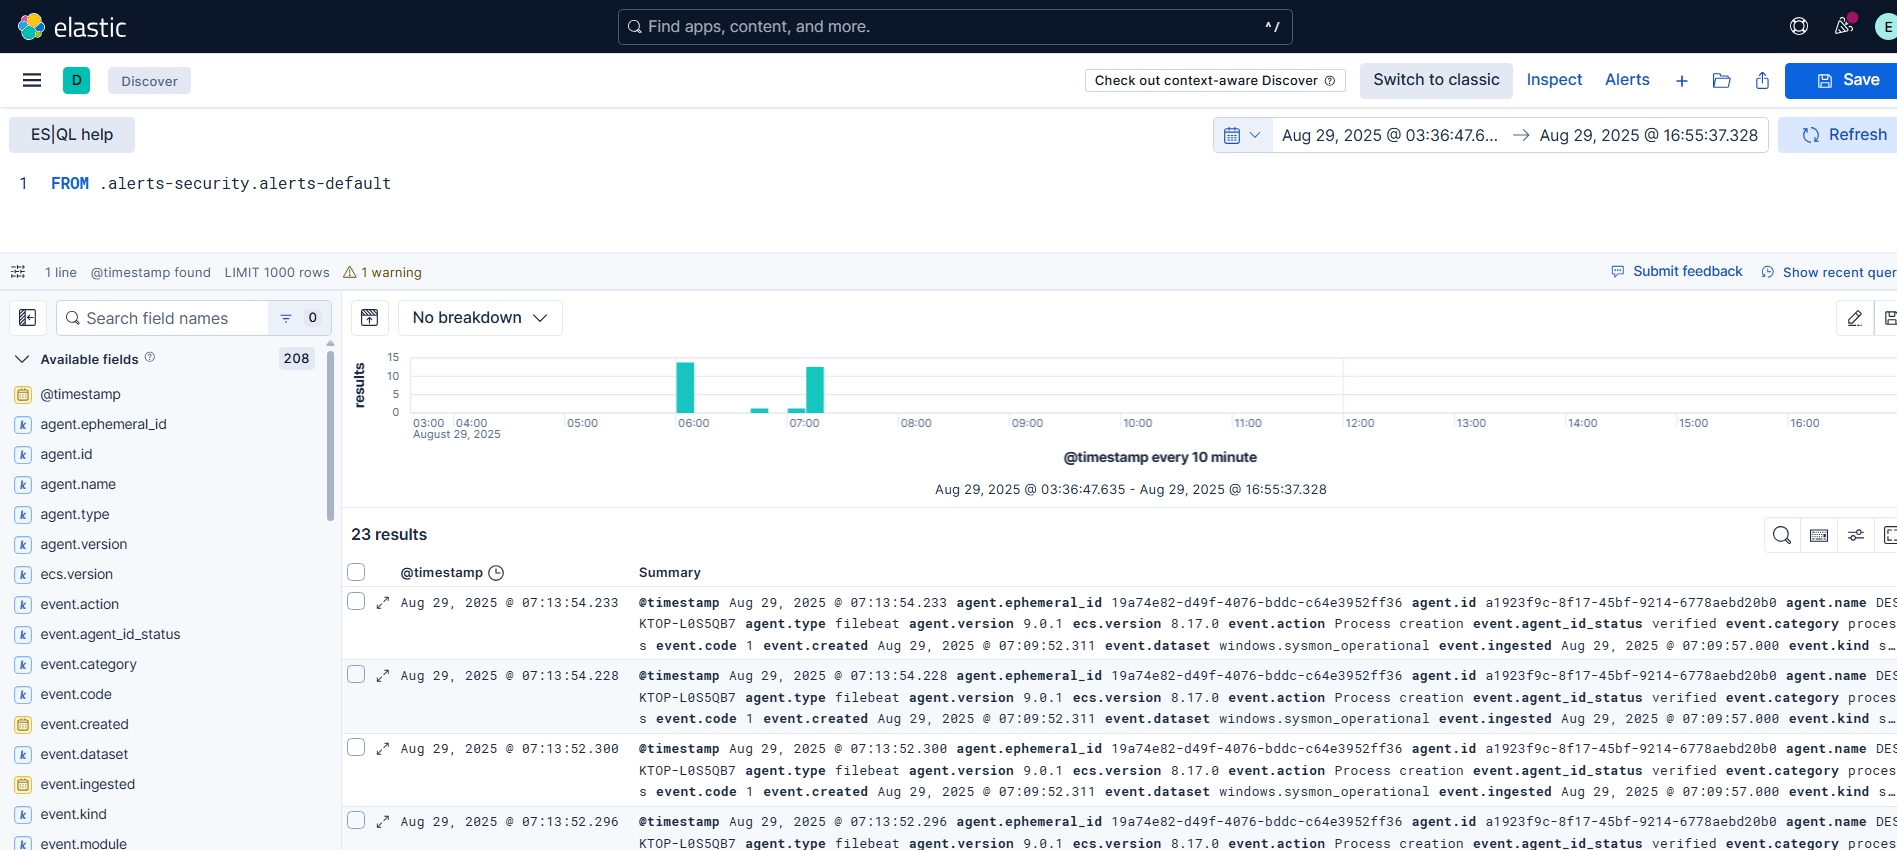 elastic
Find apps, content, and more.
^ /
E
D
Discover
Check out context-aware Discover
Switch to classic
Inspect
Alerts
Save
ES|QL help
Aug 29, 2025 @ 03:36:47.6... → Aug 29, 2025 @ 16:55:37.328
Refresh
1 FROM .alerts-security.alerts-default
1 line @timestamp found LIMIT 1000 rows 1 warning
Submit feedback
Show recent quer
Search field names
0
No breakdown
Available fields
208
@timestamp
agent.ephemeral_id
agent.id
agent.name
agent.type
agent.version
ecs.version
event.action
event.agent_id_status
event.category
event.code
event.created
event.dataset
event.ingested
event.kind
event.module
results
15
10
5
0
03:00 04:00 05:00 06:00 07:00 08:00 09:00 10:00 11:00 12:00 13:00 14:00 15:00 16:00
August 29, 2025
@timestamp every 10 minute
Aug 29, 2025 @ 03:36:47.635 - Aug 29, 2025 @ 16:55:37.328
23 results
@timestamp Summary
Aug 29, 2025 @ 07:13:54.233 @timestamp Aug 29, 2025 @ 07:13:54.233 agent.ephemeral_id 19a74e82-d49f-4076-bddc-c64e3952ff36 agent.id a1923f9c-8f17-45bf-9214-6778aebd20b0 agent.name DES
KTOP-L0S5QB7 agent.type filebeat agent.version 9.0.1 ecs.version 8.17.0 event.action Process creation event.agent_id_status verified event.category proces
s event.code 1 event.created Aug 29, 2025 @ 07:09:52.311 event.dataset windows.sysmon_operational event.ingested Aug 29, 2025 @ 07:09:57.000 event.kind s…
Aug 29, 2025 @ 07:13:54.228 @timestamp Aug 29, 2025 @ 07:13:54.228 agent.ephemeral_id 19a74e82-d49f-4076-bddc-c64e3952ff36 agent.id a1923f9c-8f17-45bf-9214-6778aebd20b0 agent.name DES
KTOP-L0S5QB7 agent.type filebeat agent.version 9.0.1 ecs.version 8.17.0 event.action Process creation event.agent_id_status verified event.category proces
s event.code 1 event.created Aug 29, 2025 @ 07:09:52.311 event.dataset windows.sysmon_operational event.ingested Aug 29, 2025 @ 07:09:57.000 event.kind s…
Aug 29, 2025 @ 07:13:52.300 @timestamp Aug 29, 2025 @ 07:13:52.300 agent.ephemeral_id 19a74e82-d49f-4076-bddc-c64e3952ff36 agent.id a1923f9c-8f17-45bf-9214-6778aebd20b0 agent.name DES
KTOP-L0S5QB7 agent.type filebeat agent.version 9.0.1 ecs.version 8.17.0 event.action Process creation event.agent_id_status verified event.category proces
s event.code 1 event.created Aug 29, 2025 @ 07:09:52.311 event.dataset windows.sysmon_operational event.ingested Aug 29, 2025 @ 07:09:57.000 event.kind s…
Aug 29, 2025 @ 07:13:52.296 @timestamp Aug 29, 2025 @ 07:13:52.296 agent.ephemeral_id 19a74e82-d49f-4076-bddc-c64e3952ff36 agent.id a1923f9c-8f17-45bf-9214-6778aebd20b0 agent.name DES
KTOP-L0S5QB7 agent.type filebeat agent.version 9.0.1 ecs.version 8.17.0 event.action Process creation event.agent_id_status verified event.category proces